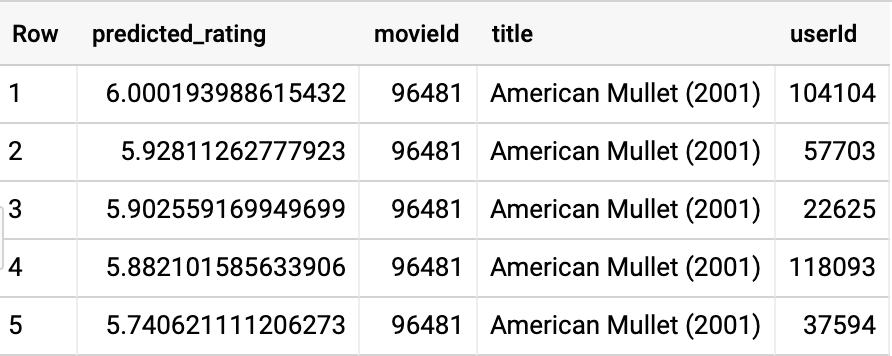 Row predicted_rating movieId title userId
1 6.000193988615432 96481 American Mullet (2001) 104104
2 5.92811262777923 96481 American Mullet (2001) 57703
3 5.902559169949699 96481 American Mullet (2001) 22625
4 5.882101585633906 96481 American Mullet (2001) 118093
5 5.740621111206273 96481 American Mullet (2001) 37594